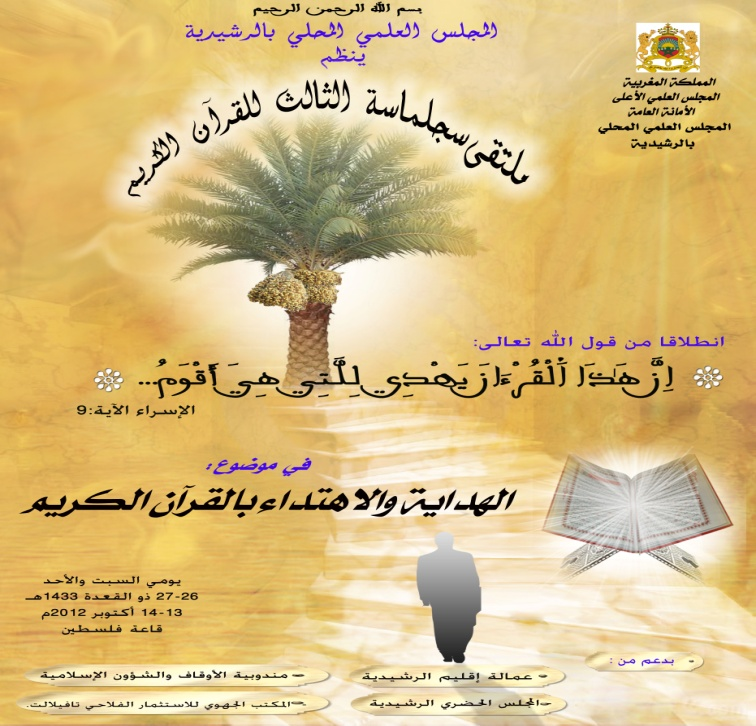 بسم الله الرحمن الرحيم
المجلس العلمي المحلي بالرشيدية
ينظم
ملتقى سجلماسة الثالث للقرآن الكريم
المملكة المغربية
المجلس العلمي الأعلى
الأمانة العامة
المجلس العلمي المحلي
بالرشيدية
انطلاقا من قول الله تعالى:
اِنَّ هَٰذَا اَ۬لْقُرْءَانَ يَهْدِي لِلَّتِي هِيَ أَقْوَمُ...
الإسراء الآية:9
في موضوع:
الهداية والاهتداء بالقرآن الكريم
يومي السبت والأحد
26-27 ذو القعدة 1433هـ
13-14 أكتوبر 2012م
قاعة فلسطين
بدعم من :
عمالة إقليم الرشيدية
مندوبية الأوقاف والشؤون الإسلامية
المجلس الحضري الرشيدية
المكتب الجهوي للاستثمار الفلاحي تافيلالت.